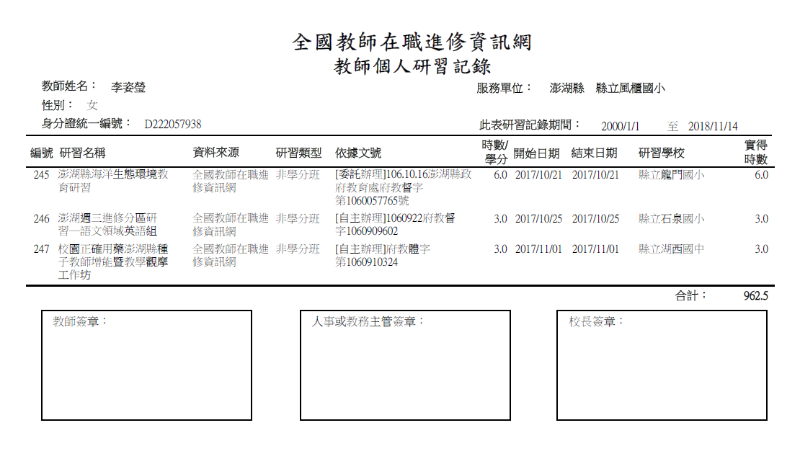 全國教師在職進修資訊網
教師個人研習記錄
教師姓名： 李姿瑩 服務單位： 澎湖縣 縣立風櫃國小
性別： 女
身分證統一編號： D222057938 此表研習記錄期間： 2000/1/1 至 2018/11/14
編號 研習名稱 資料來源 研習類型 依據文號 時數/學分 開始日期 結束日期 研習學校 實得時數
245 澎湖縣海洋生態環境教 全國教師在職進 非學分班 [委託辦理]106.10.16澎湖縣政 6.0 2017/10/21 2017/10/21 縣立龍門國小 6.0
育研習 修資訊網 府教育處府教督字
第1060057765號
246 澎湖週三進修分區研 全國教師在職進 非學分班 [自主辦理]1060922府教督 3.0 2017/10/25 2017/10/25 縣立石泉國小 3.0
習—語文領域英語組 修資訊網 字1060909602
247 校園正確用藥澎湖縣種 全國教師在職進 非學分班 [自主辦理]府教體字 3.0 2017/11/01 2017/11/01 縣立湖西國中 3.0
子教師增能暨教學觀摩 修資訊網 第1060910324
工作坊
合計： 962.5
教師簽章： 人事或教務主管簽章： 校長簽章：